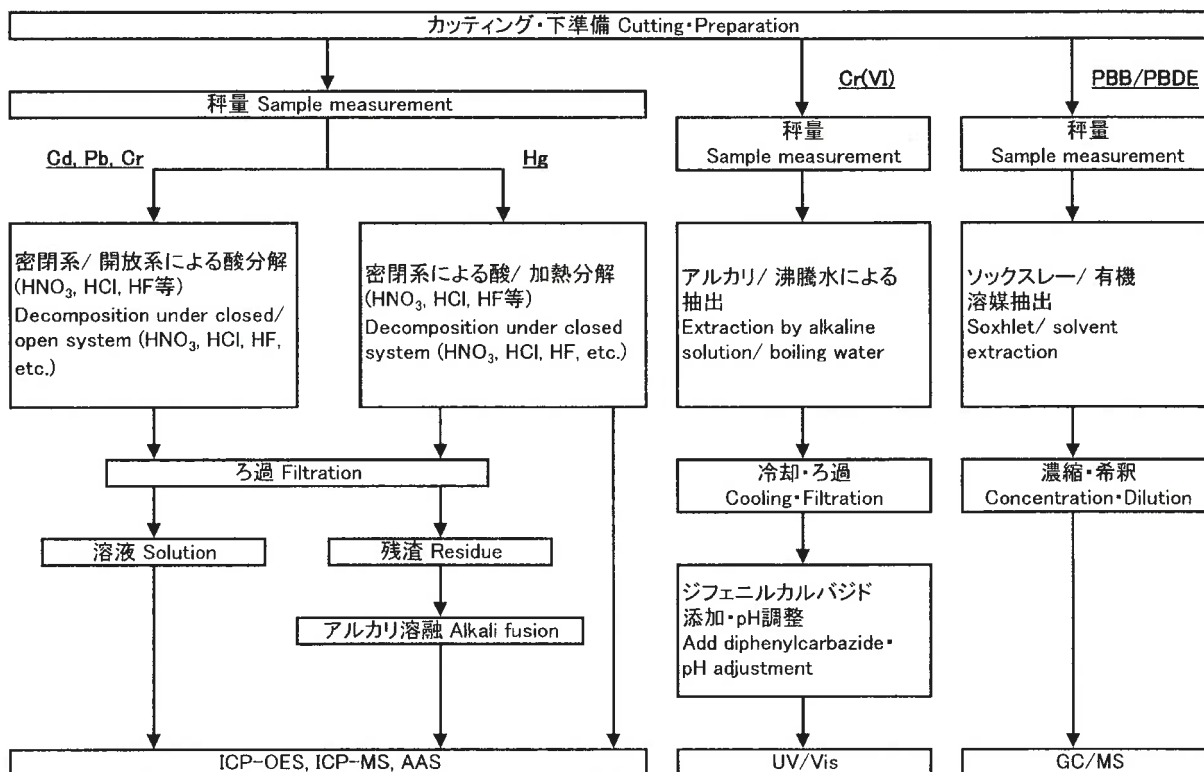 カッティング・下準備 Cutting・Preparation
Cr(VI)
PBB/PBDE
秤量 Sample measurement
秤量
Sample measurement
秤量
Sample measurement
Cd, Pb, Cr
Hg
密閉系/ 開放系による酸分解
(HNO₃, HCl, HF等)
Decomposition under closed/
open system (HNO₃, HCl, HF,
etc.)
密閉系による酸/ 加熱分解
(HNO₃, HCl, HF等)
Decomposition under closed
system (HNO₃, HCl, HF, etc.)
アルカリ/ 沸騰水による
抽出
Extraction by alkaline
solution/ boiling water
ソックスレー/ 有機
溶媒抽出
Soxhlet/ solvent
extraction
ろ過 Filtration
冷却・ろ過
Cooling・Filtration
濃縮・希釈
Concentration・Dilution
溶液 Solution
残渣 Residue
アルカリ溶融 Alkali fusion
ジフェニルカルバジド
添加・pH調整
Add diphenylcarbazide・
pH adjustment
ICP-OES, ICP-MS, AAS
UV/Vis
GC/MS